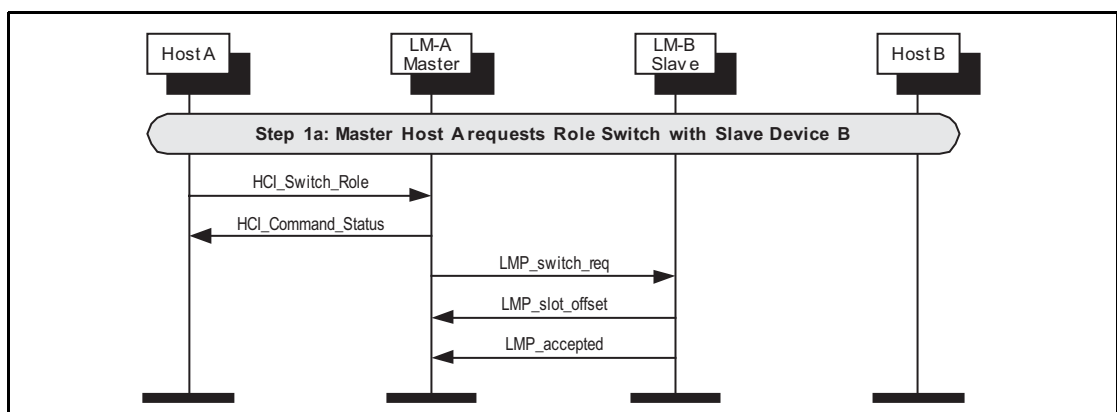 Host A
LM-A
Master
LM-B
Slave
Host B
Step 1a: Master Host A requests Role Switch with Slave Device B
HCI_Switch_Role
HCI_Command_Status
LMP_switch_req
LMP_slot_offset
LMP_accepted